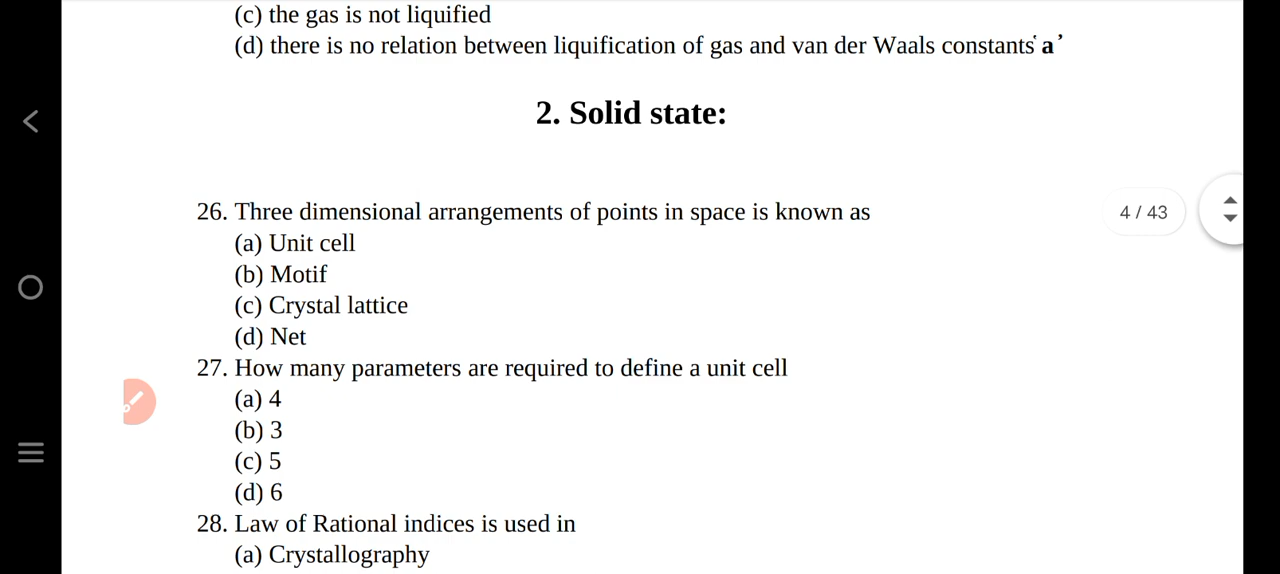 (c) the gas is not liquified
(d) there is no relation between liquification of gas and van der Waals constants‘a’
2. Solid state:
26. Three dimensional arrangements of points in space is known as
(a) Unit cell
(b) Motif
(c) Crystal lattice
(d) Net
4 / 43
27. How many parameters are required to define a unit cell
(a) 4
(b) 3
(c) 5
(d) 6
28. Law of Rational indices is used in
(a) Crystallography